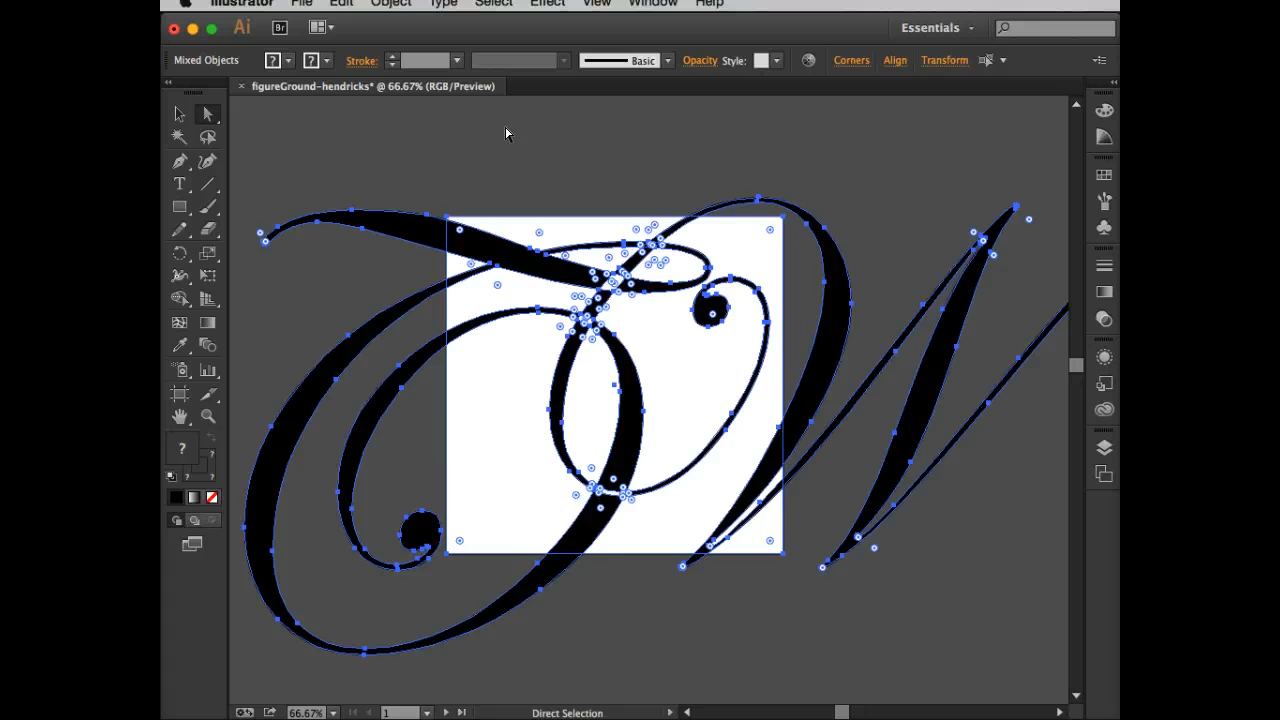 Illustrator File Edit Object Type Select Effect View Window Help
Ai Br Essentials
Mixed Objects ? ? Stroke: Basic Opacity Style: Corners Align Transform
× figureGround-hendricks* @ 66.67% (RGB/Preview)
T
?
?
?
66.67% 1 Direct Selection